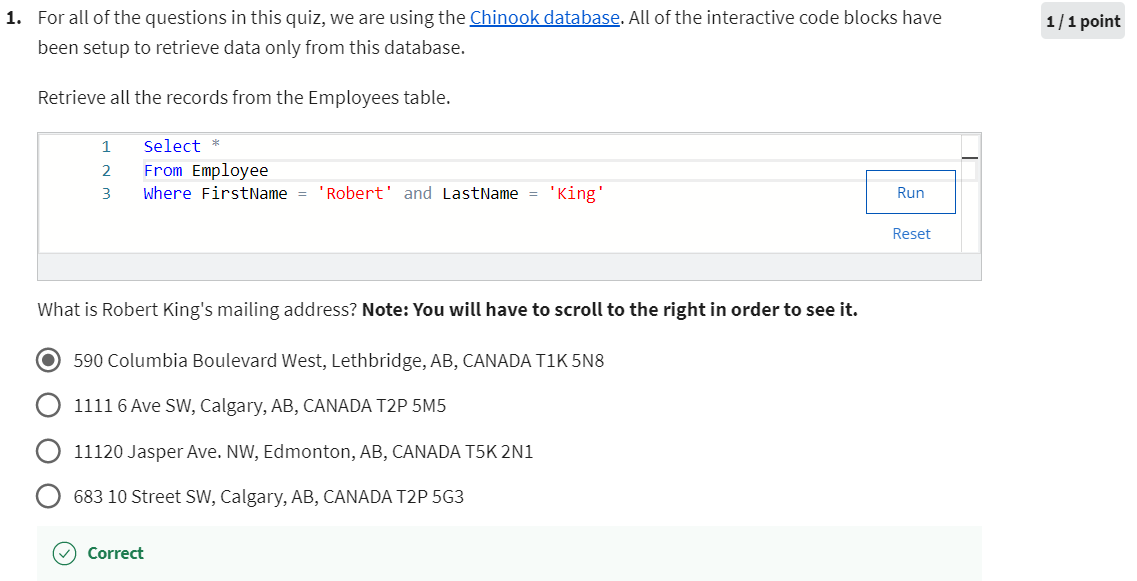 1. For all of the questions in this quiz, we are using the Chinook database. All of the interactive code blocks have
1 / 1 point
been setup to retrieve data only from this database.
Retrieve all the records from the Employees table.
1 Select *
2 From Employee
3 Where FirstName = 'Robert' and LastName = 'King'
Run
Reset
What is Robert King's mailing address? Note: You will have to scroll to the right in order to see it.
590 Columbia Boulevard West, Lethbridge, AB, CANADA T1K 5N8
1111 6 Ave SW, Calgary, AB, CANADA T2P 5M5
11120 Jasper Ave. NW, Edmonton, AB, CANADA T5K 2N1
683 10 Street SW, Calgary, AB, CANADA T2P 5G3
Correct